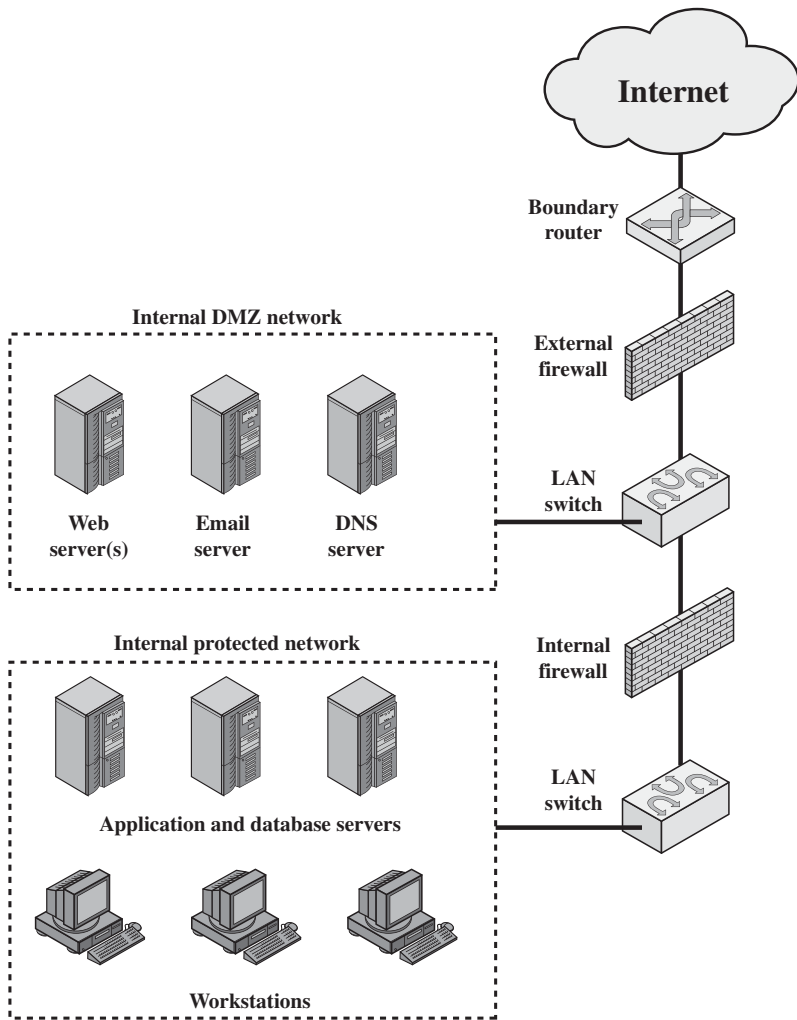 Internet
Boundary
router
Internal DMZ network
External
firewall
Web
server(s)
Email
server
DNS
server
LAN
switch
Internal protected network
Internal
firewall
Application and database servers
LAN
switch
Workstations